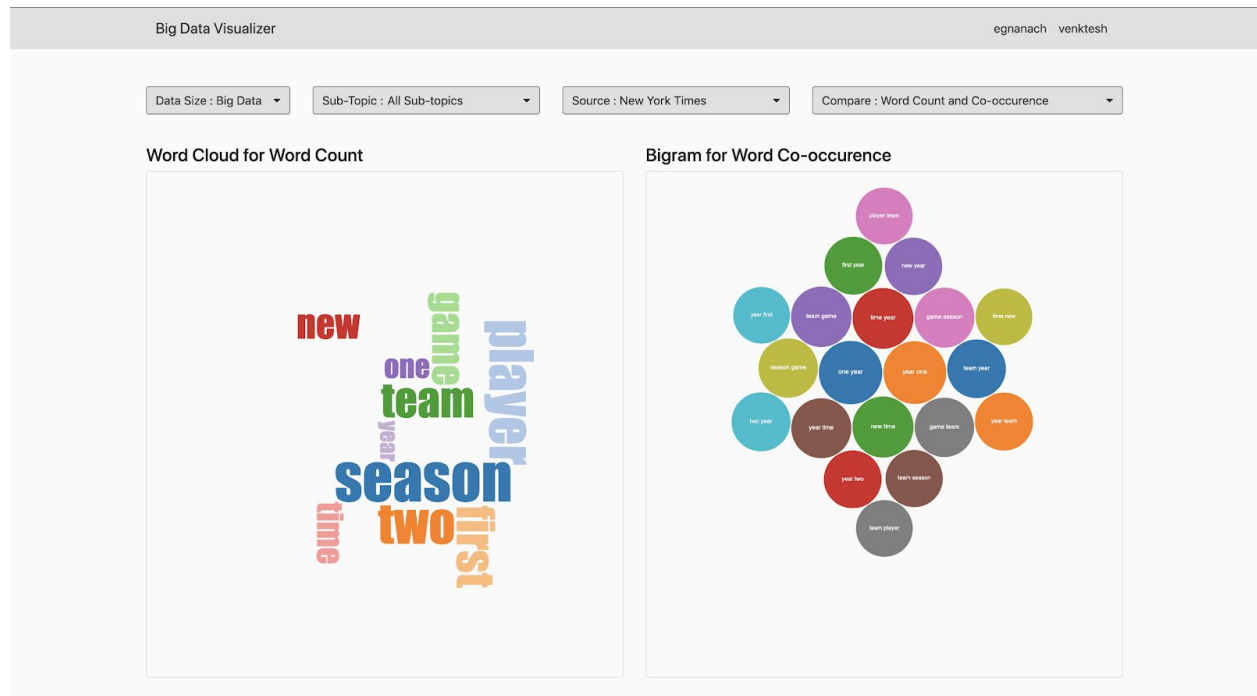 Big Data Visualizer
egnanach venktesh
Data Size : Big Data
Sub-Topic : All Sub-topics
Source : New York Times
Compare : Word Count and Co-occurence
Word Cloud for Word Count
new
game
player
one
team
year
season
time
two
first
Bigram for Word Co-occurence
player team
first year
new year
year first
team game
time year
game season
time new
season game
one year
year one
team year
two year
year time
new time
game team
year team
year two
team season
team player